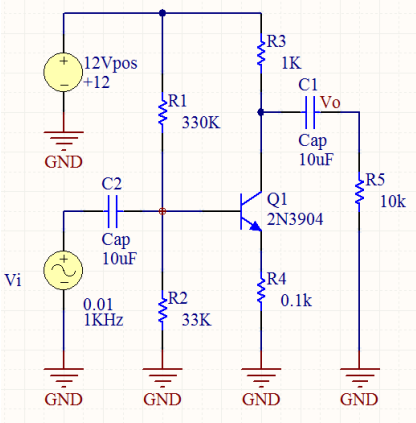 12Vpos
+12
GND
R1
330K
R3
1K
C1
Vo
Cap
10uF
R5
10k
C2
Cap
10uF
Q1
2N3904
Vi
0.01
1KHz
R2
33K
R4
0.1k
GND
GND
GND
GND